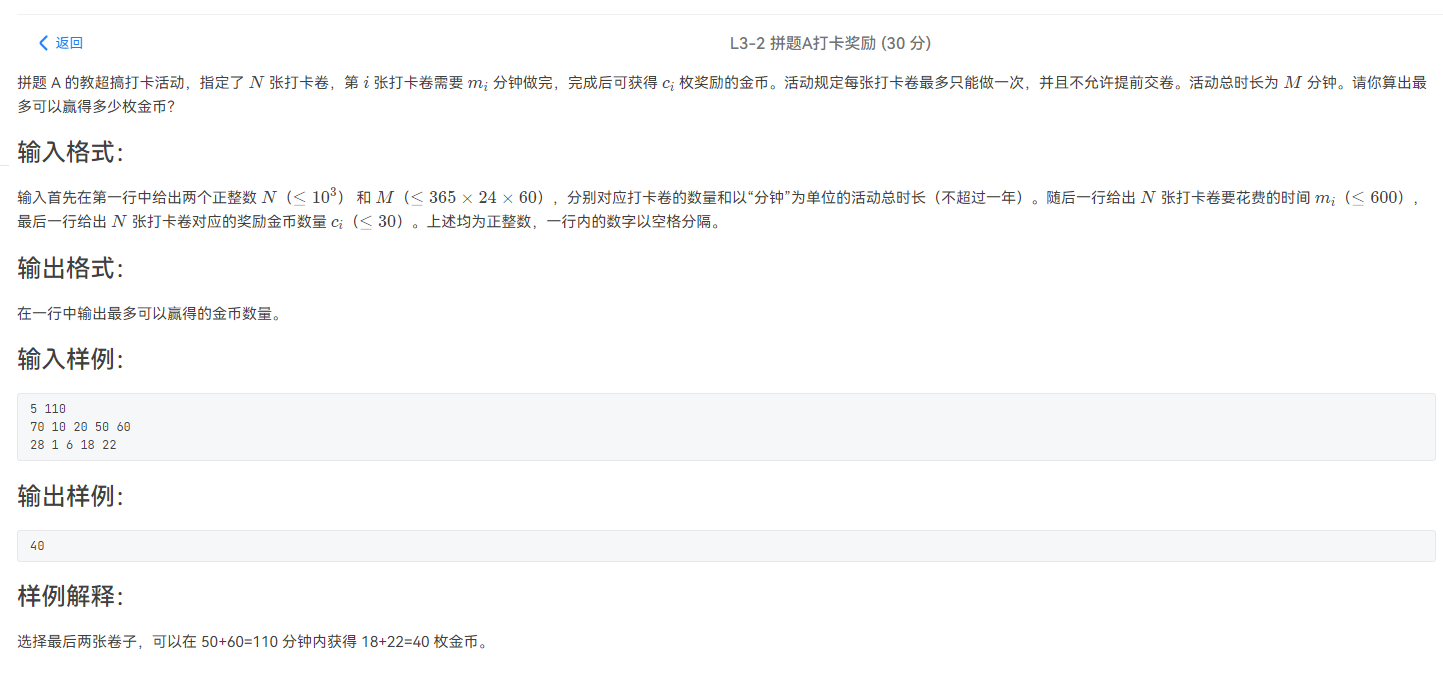 返回
L3-2 拼题A打卡奖励 (30 分)
拼题 A 的教超搞打卡活动，指定了 N 张打卡卷，第 i 张打卡卷需要 mᵢ 分钟做完，完成后可获得 cᵢ 枚奖励的金币。活动规定每张打卡卷最多只能做一次，并且不允许提前交卷。活动总时长为 M 分钟。请你算出最
多可以赢得多少枚金币？
输入格式：
输入首先在第一行中给出两个正整数 N（≤ 10³） 和 M（≤ 365 × 24 × 60），分别对应打卡卷的数量和以“分钟”为单位的活动总时长（不超过一年）。随后一行给出 N 张打卡卷要花费的时间 mᵢ（≤ 600），
最后一行给出 N 张打卡卷对应的奖励金币数量 cᵢ（≤ 30）。上述均为正整数，一行内的数字以空格分隔。
输出格式：
在一行中输出最多可以赢得的金币数量。
输入样例：
5 110
70 10 20 50 60
28 1 6 18 22
输出样例：
40
样例解释：
选择最后两张卷子，可以在 50+60=110 分钟内获得 18+22=40 枚金币。